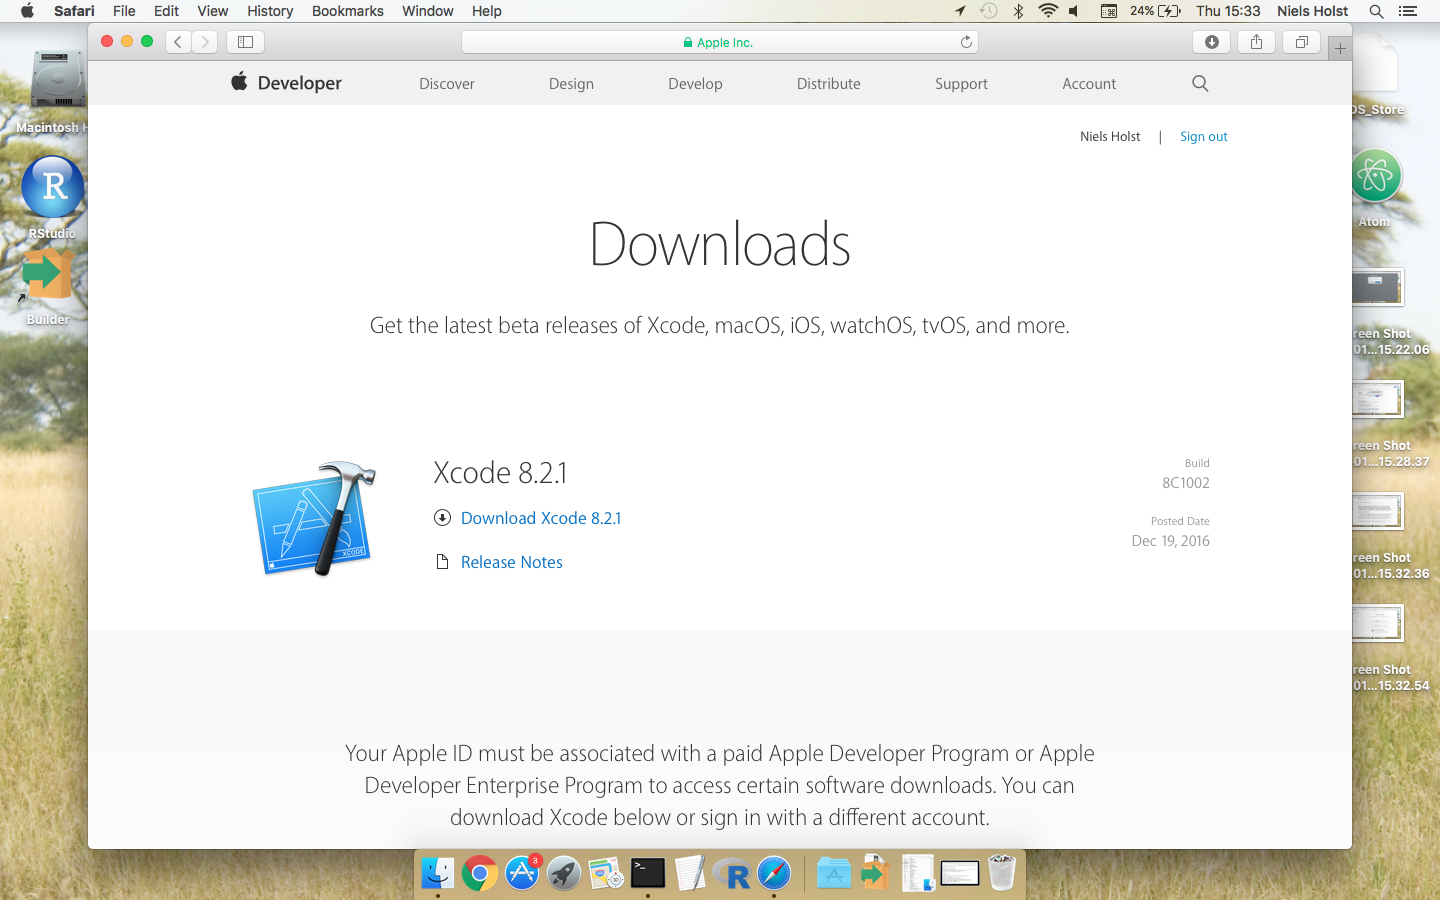 Safari File Edit View History Bookmarks Window Help 24% Thu 15:33 Niels Holst
Apple Inc.
Developer Discover Design Develop Distribute Support Account
Niels Holst | Sign out
Downloads
Get the latest beta releases of Xcode, macOS, iOS, watchOS, tvOS, and more.
Xcode 8.2.1
Download Xcode 8.2.1
Release Notes
Build
8C1002
Posted Date
Dec 19, 2016
XCODE
Your Apple ID must be associated with a paid Apple Developer Program or Apple
Developer Enterprise Program to access certain software downloads. You can
download Xcode below or sign in with a different account.
Macintosh H
R
RStudio
Builder
DS_Store
Atom
reen Shot
01...15.22.06
reen Shot
01...15.28.37
reen Shot
01...15.32.36
reen Shot
01...15.32.54
3
R